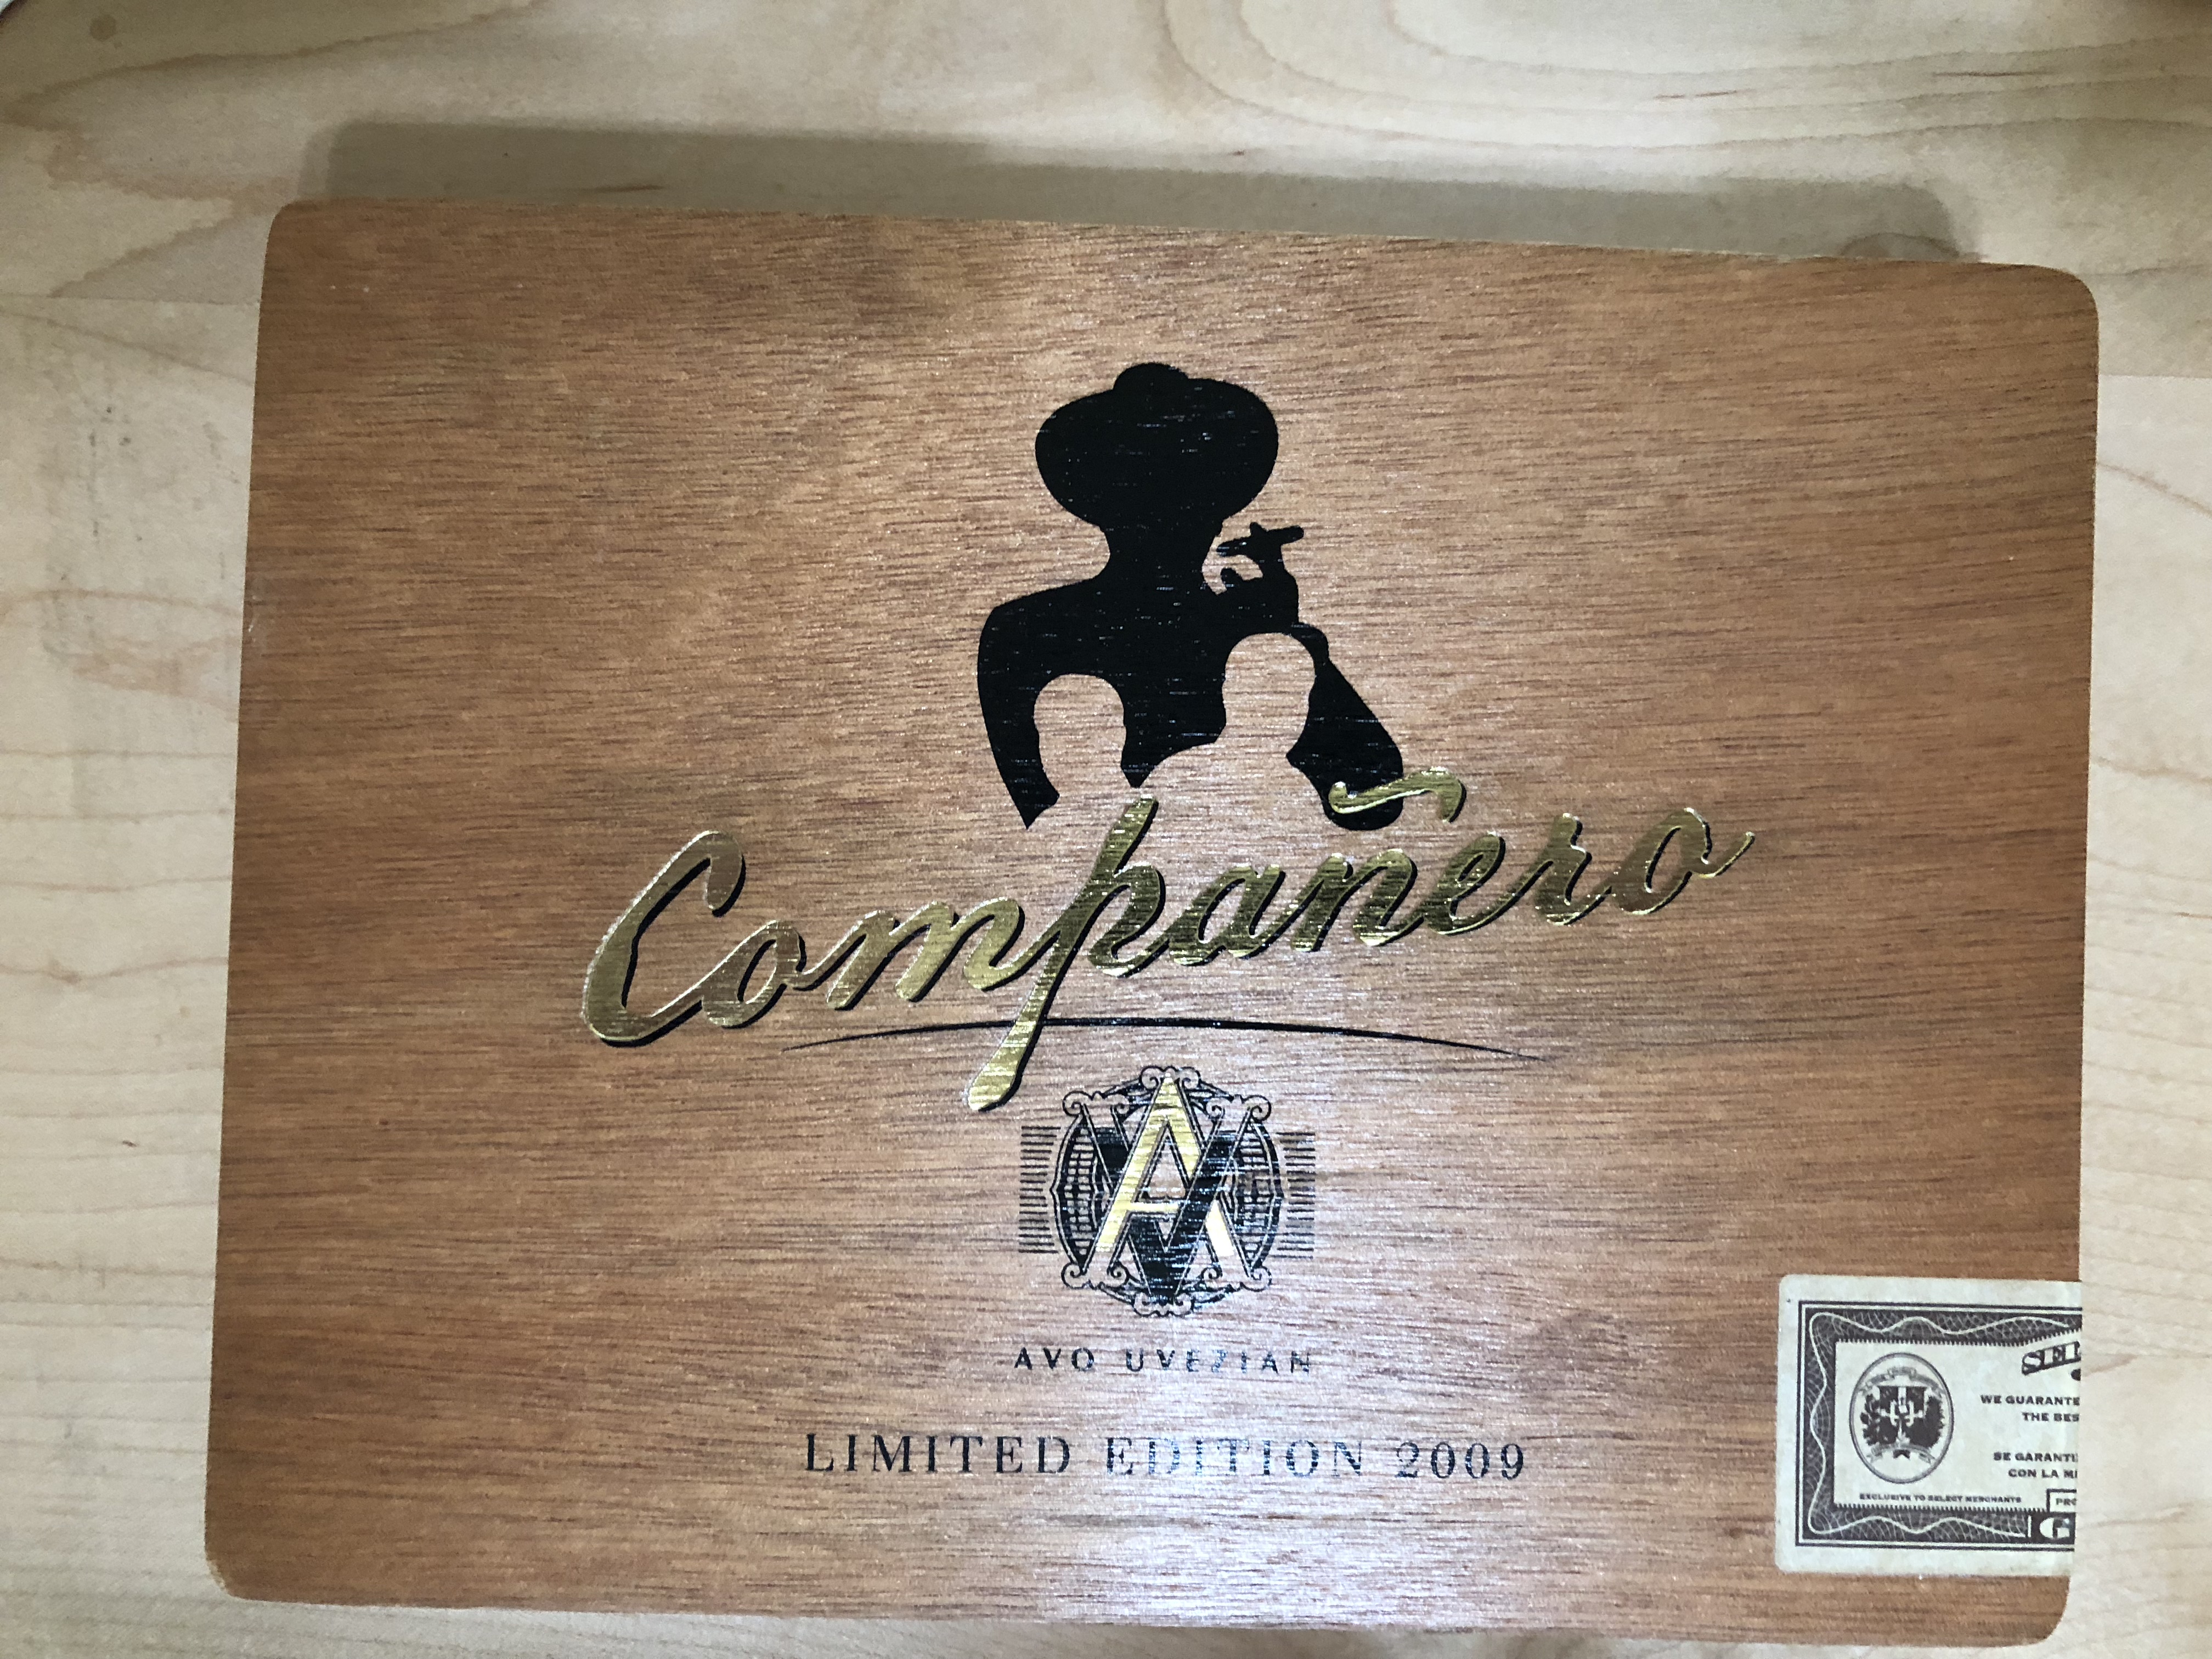 Compañero
AVO UVEZIAN
LIMITED EDITION 2009
WE GUARANTE
THE BES
SE GARANTI
CON LA M
EXCLUSIVE TO SELECT MERCHANTS